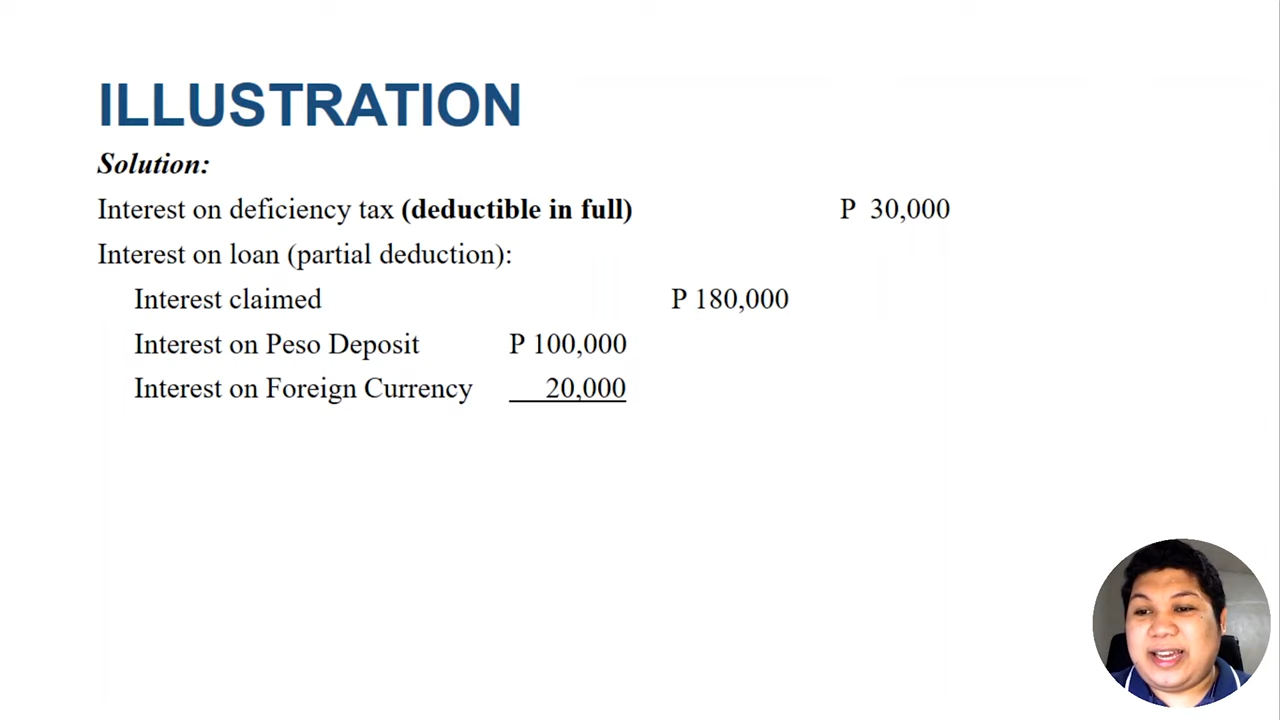 ILLUSTRATION
Solution:
Interest on deficiency tax (deductible in full) P 30,000
Interest on loan (partial deduction):
Interest claimed P 180,000
Interest on Peso Deposit P 100,000
Interest on Foreign Currency 20,000